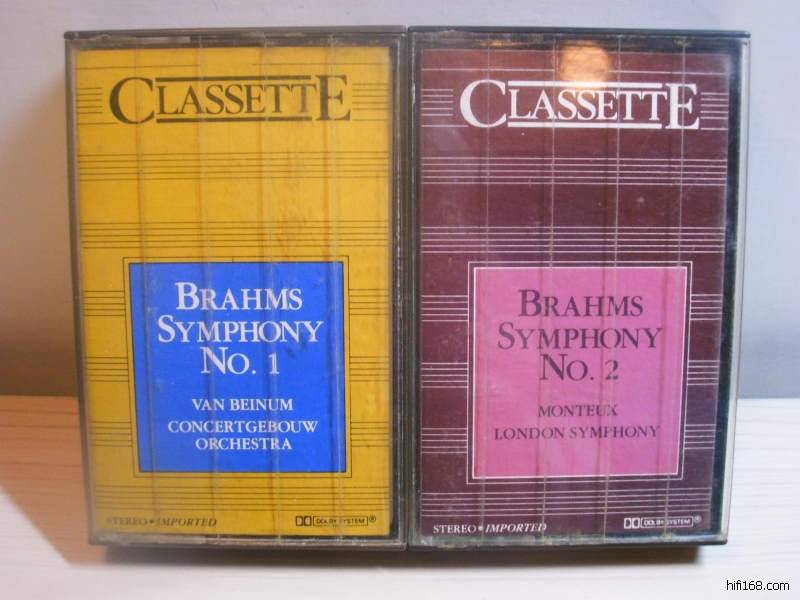 CLASSETTE
BRAHMS
SYMPHONY
NO. 1
VAN BEINUM
CONCERTGEBOUW
ORCHESTRA
STEREO • IMPORTED
DOLBY SYSTEM®
CLASSETTE
BRAHMS
SYMPHONY
NO. 2
MONTEUX
LONDON SYMPHONY
STEREO • IMPORTED
DOLBY SYSTEM®
hifi168.com